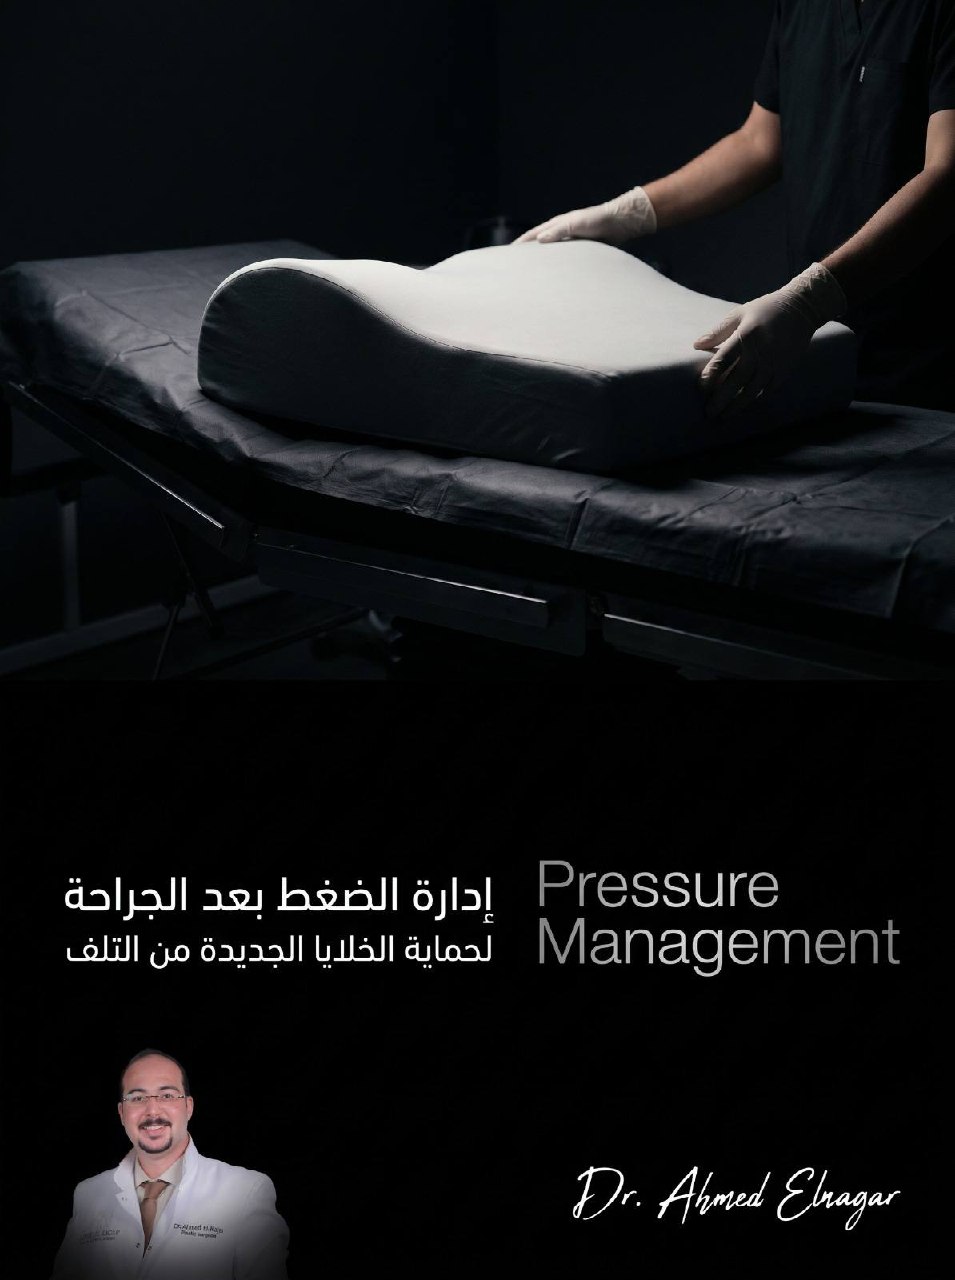 Pressure
Management
إدارة الضغط بعد الجراحة
لحماية الخلايا الجديدة من التلف
Dr. Ahmed Elnagar